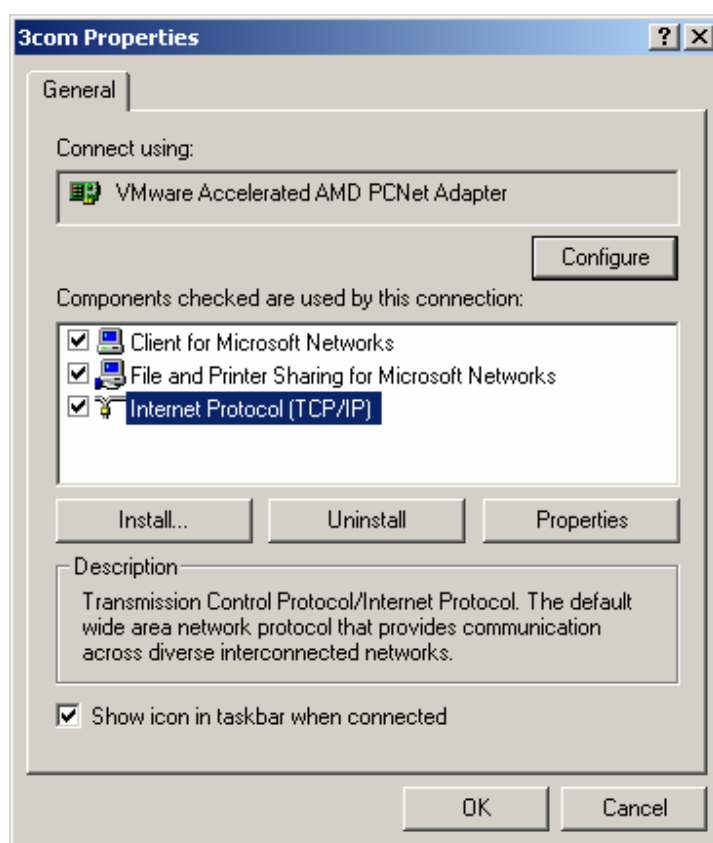 3com Properties
?
General
Connect using:
VMware Accelerated AMD PCNet Adapter
Configure
Components checked are used by this connection:
Client for Microsoft Networks
File and Printer Sharing for Microsoft Networks
Internet Protocol (TCP/IP)
Install...
Uninstall
Properties
Description
Transmission Control Protocol/Internet Protocol. The default
wide area network protocol that provides communication
across diverse interconnected networks.
Show icon in taskbar when connected
OK
Cancel